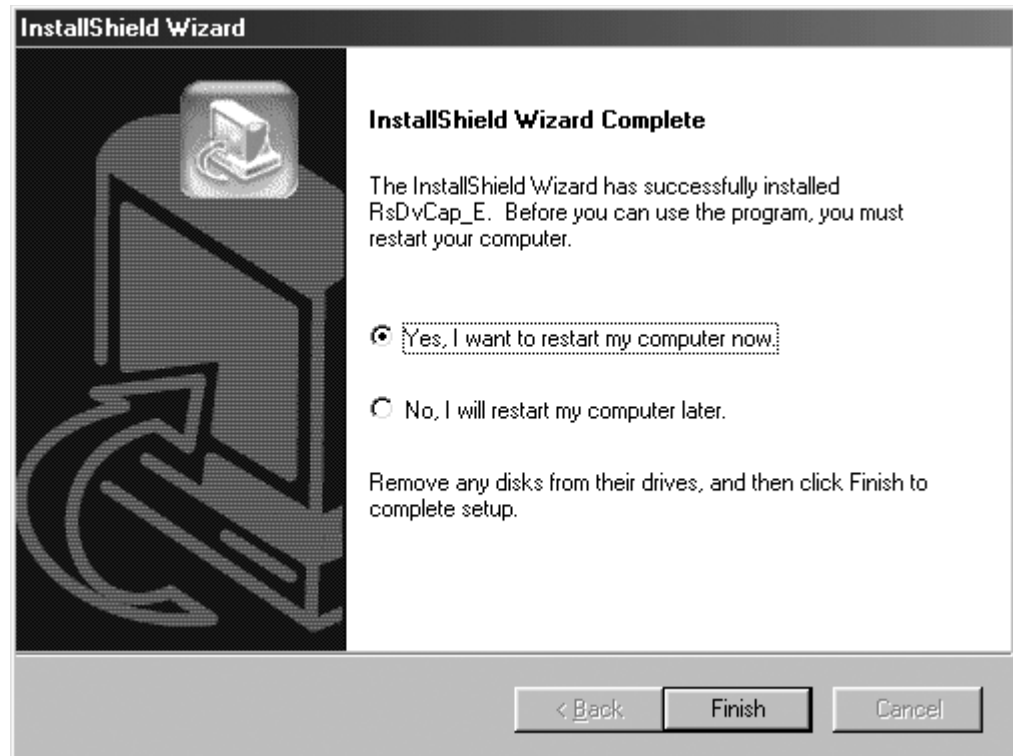 InstallShield Wizard
InstallShield Wizard Complete
The InstallShield Wizard has successfully installed
RsDvCap_E.  Before you can use the program, you must
restart your computer.
Yes, I want to restart my computer now.
No, I will restart my computer later.
Remove any disks from their drives, and then click Finish to
complete setup.
< Back
Finish
Cancel